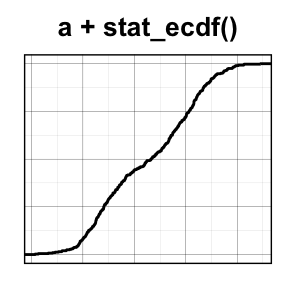 a + stat_ecdf()